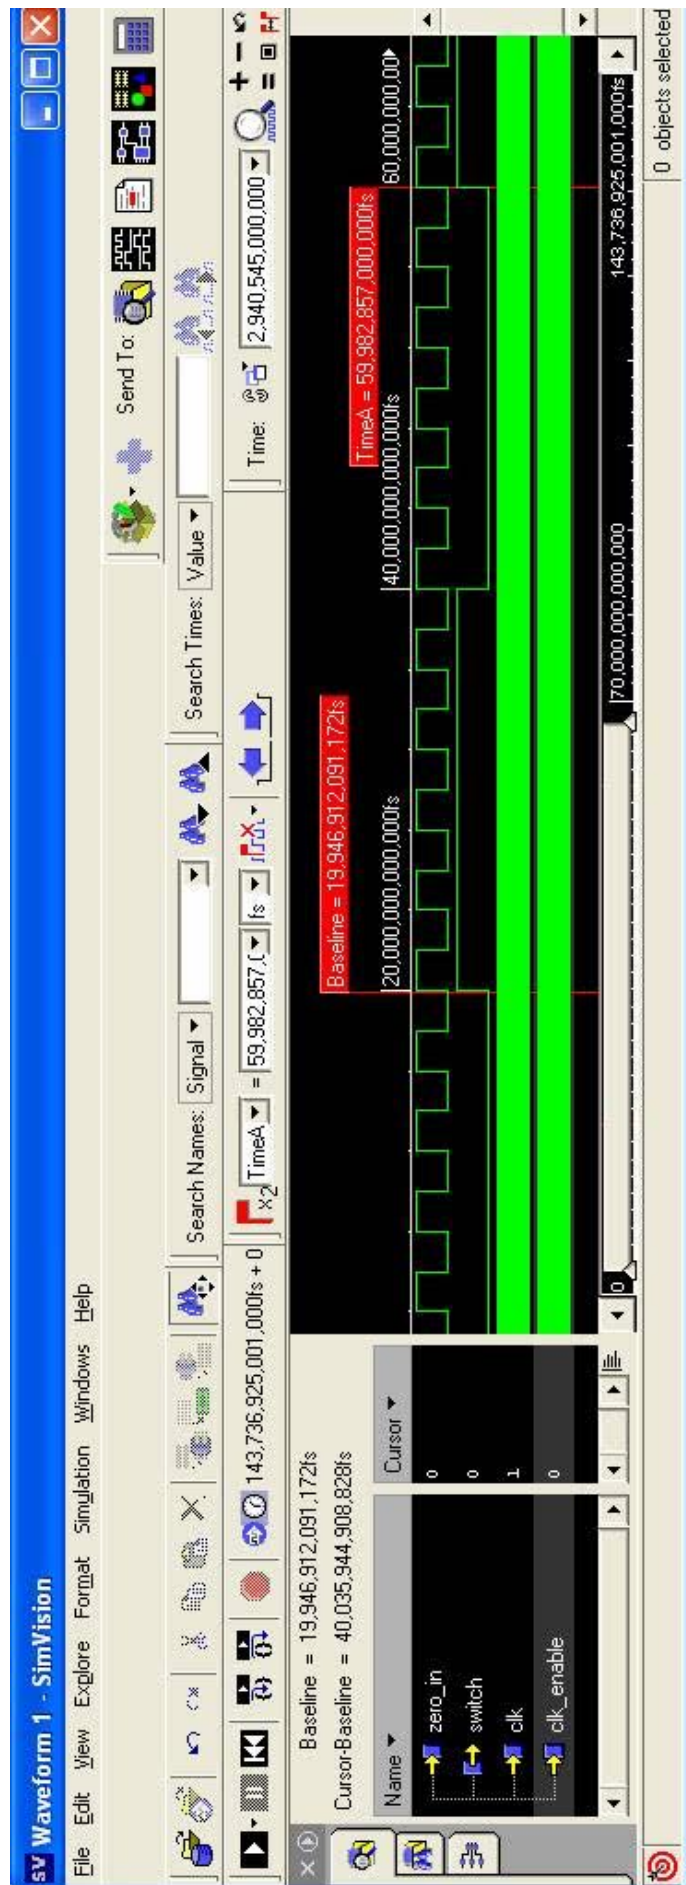 SV Waveform 1 - SimVision
File Edit View Explore Format Simulation Windows Help
Send To:
Search Names: Signal
Search Times: Value
143,736,925,001,000fs + 0
TimeA = 59,982,857,( fs
Time: 2,940,545,000,000
Baseline = 19,946,912,091,172fs
Cursor-Baseline = 40,035,944,908,828fs
Baseline = 19,946,912,091,172fs
TimeA = 59,982,857,000,000fs
Name Cursor
20,000,000,000,000fs 40,000,000,000,000fs 60,000,000,00
zero_in 0
switch 0
clk 1
clk_enable 0
0 70,000,000,000,000 143,736,925,001,000fs
0 objects selected